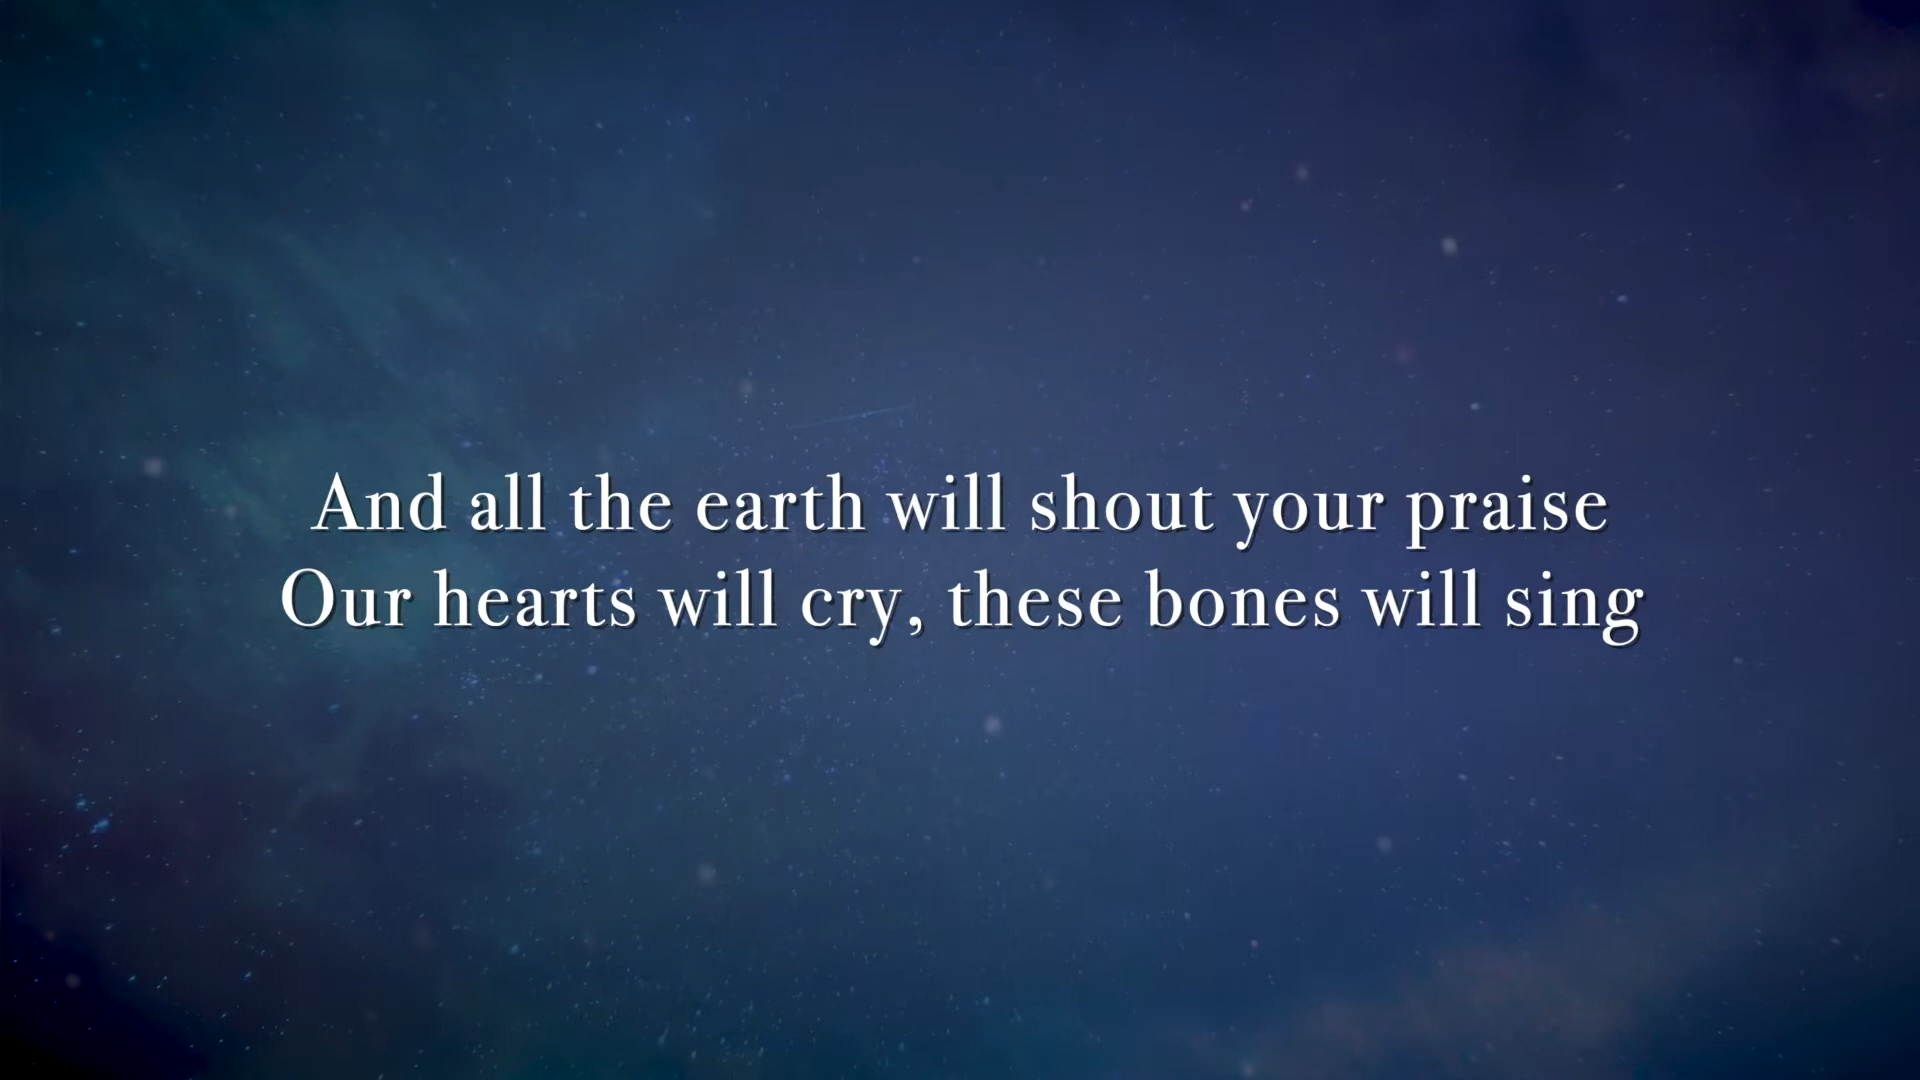 And all the earth will shout your praise
Our hearts will cry, these bones will sing